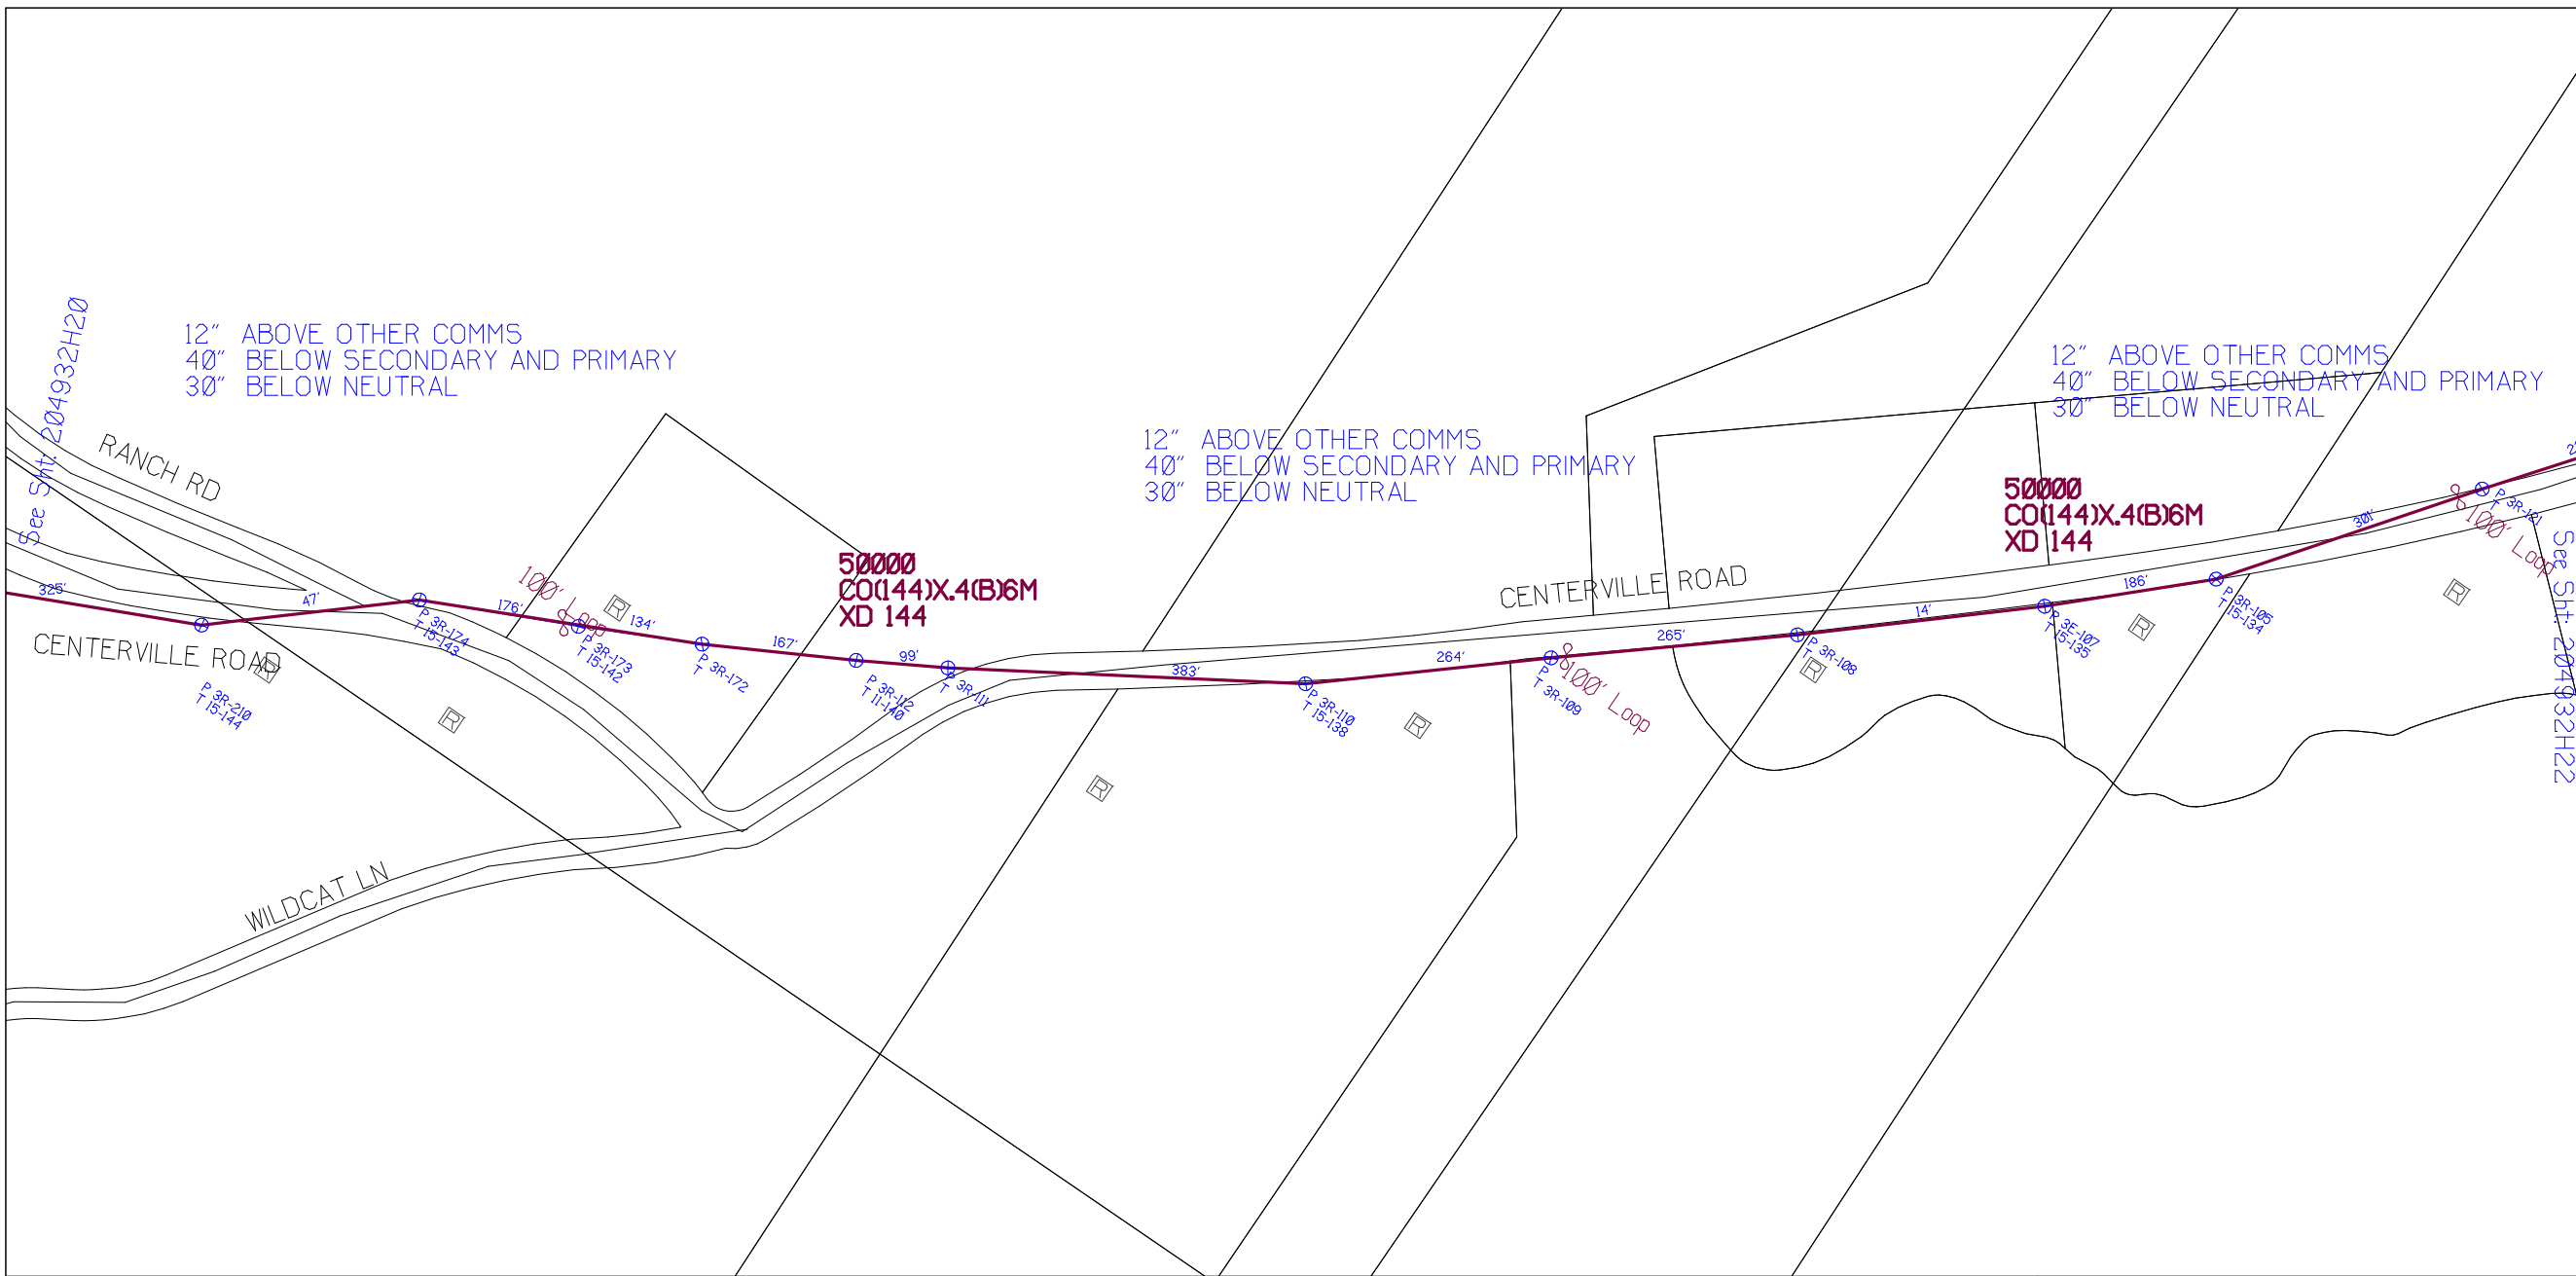 See Sht. 204932H20
12" ABOVE OTHER COMMS
40" BELOW SECONDARY AND PRIMARY
30" BELOW NEUTRAL
RANCH RD
12" ABOVE OTHER COMMS
40" BELOW SECONDARY AND PRIMARY
30" BELOW NEUTRAL
12" ABOVE OTHER COMMS
40" BELOW SECONDARY AND PRIMARY
30" BELOW NEUTRAL
50000
CO(144)X.4(B)6M
XD 144
50000
CO(144)X.4(B)6M
XD 144
CENTERVILLE ROAD
CENTERVILLE ROAD
WILDCAT LN
325'
47'
176'
134'
167'
99'
383'
264'
265'
14'
186'
301'
100' Loop
100' Loop
100' Loop
P 3R-210
T 15-144
P 3R-174
T 15-143
P 3R-173
T 15-142
P 3R-172
T
P 3R-112
T 11-140
P 3R-111
T
P 3R-110
T 15-138
P
T 3R-109
P 3R-108
T
P 3E-107
T 15-135
P 3R-105
T 15-134
P 3R-121
T
R
R
R
R
R
R
R
R
See Sht. 204932H22